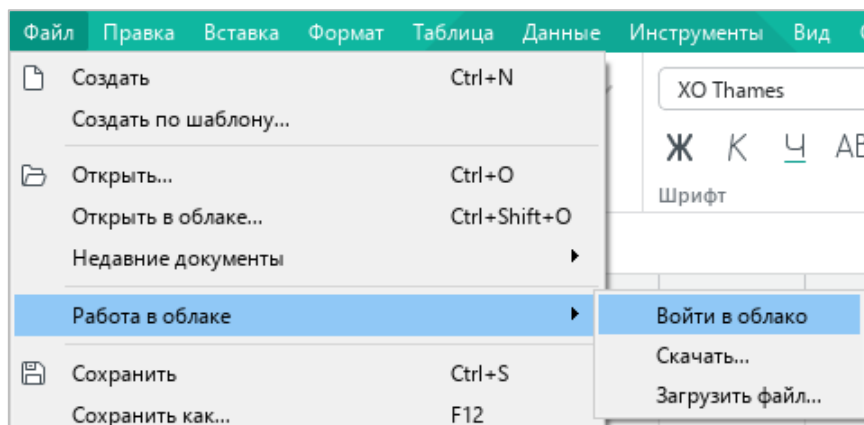 Файл Правка Вставка Формат Таблица Данные Инструменты Вид
Создать Ctrl+N
Создать по шаблону...
Открыть... Ctrl+O
Открыть в облаке... Ctrl+Shift+O
Недавние документы
Работа в облаке
Сохранить Ctrl+S
Сохранить как... F12
XO Thames
Ж К Ч АВ
Шрифт
Войти в облако
Скачать...
Загрузить файл...